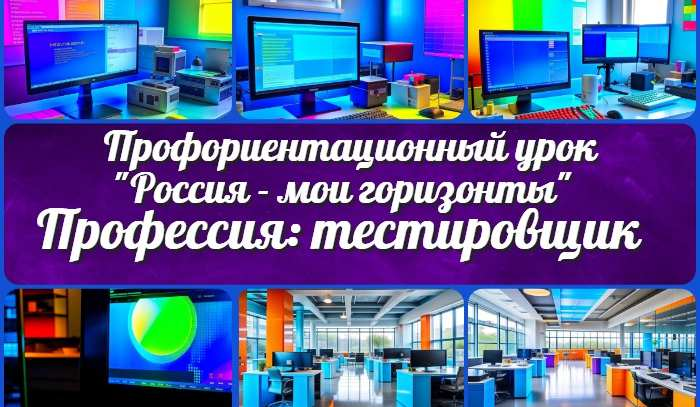 Профориентационный урок
"Россия - мои горизонты"
Профессия: тестировщик